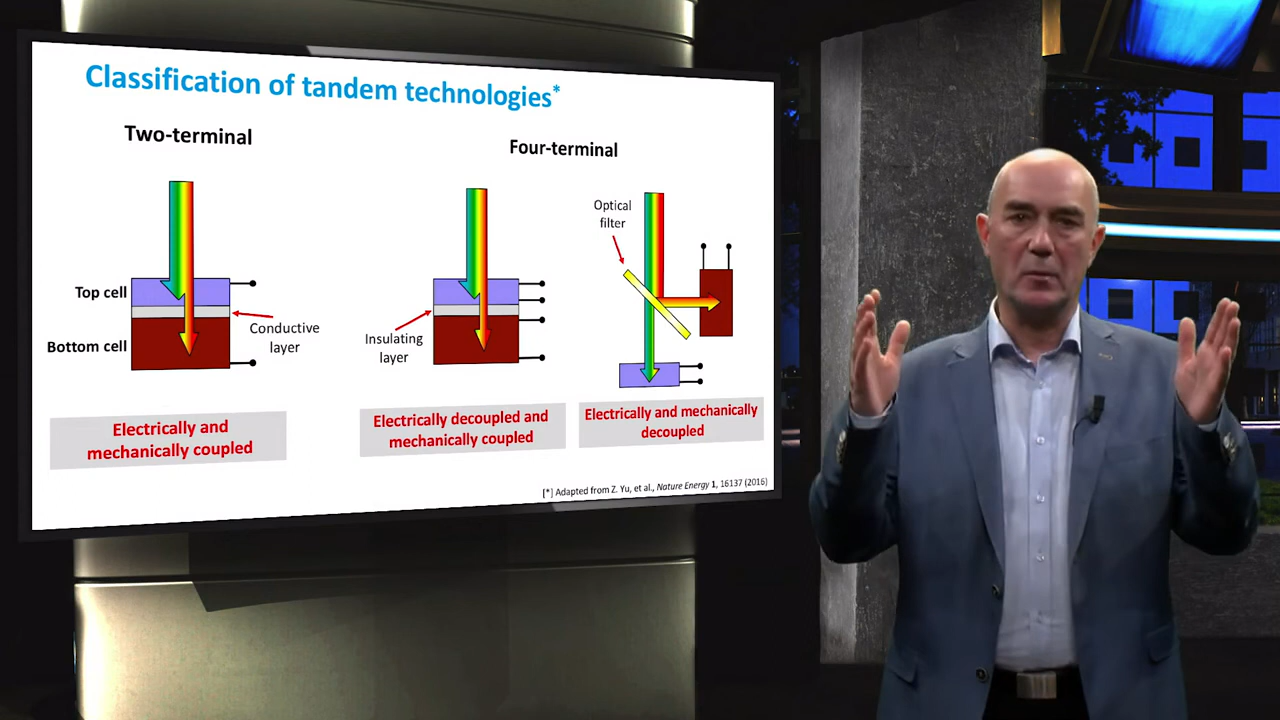 Classification of tandem technologies*
Two-terminal
Four-terminal
Top cell
Bottom cell
Conductive
layer
Electrically and
mechanically coupled
Insulating
layer
Electrically decoupled and
mechanically coupled
Optical
filter
Electrically and mechanically
decoupled
[*] Adapted from Z. Yu, et al., Nature Energy 1, 16137 (2016)